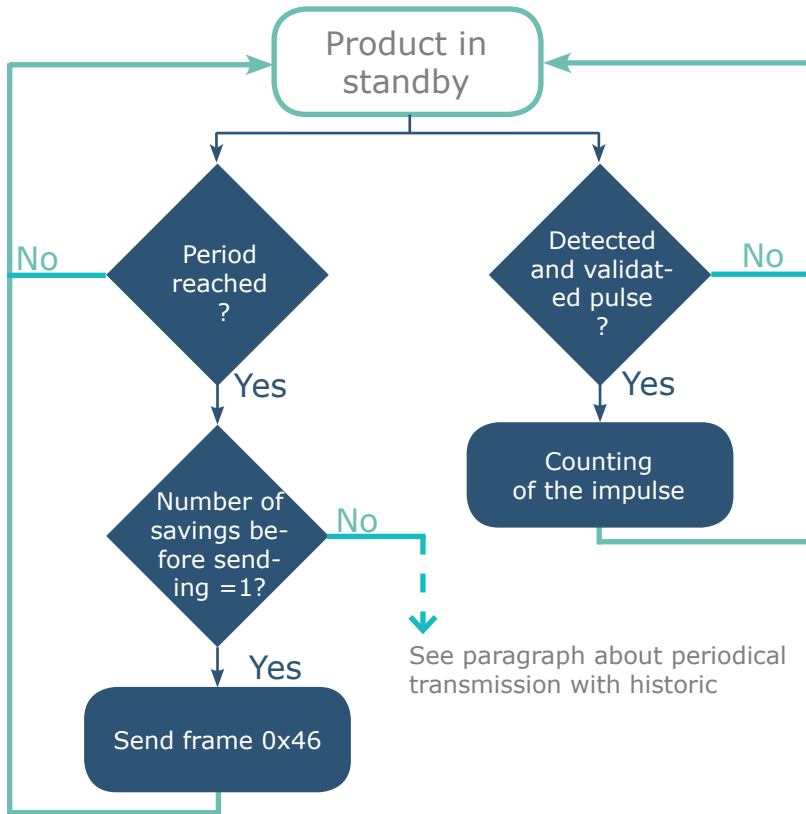 Product in
standby
No
Period
reached
?
Detected
and validat-
ed pulse
?
No
Yes
Yes
Number of
savings be-
fore send-
ing =1?
No
Counting
of the impulse
See paragraph about periodical
transmission with historic
Yes
Send frame 0x46